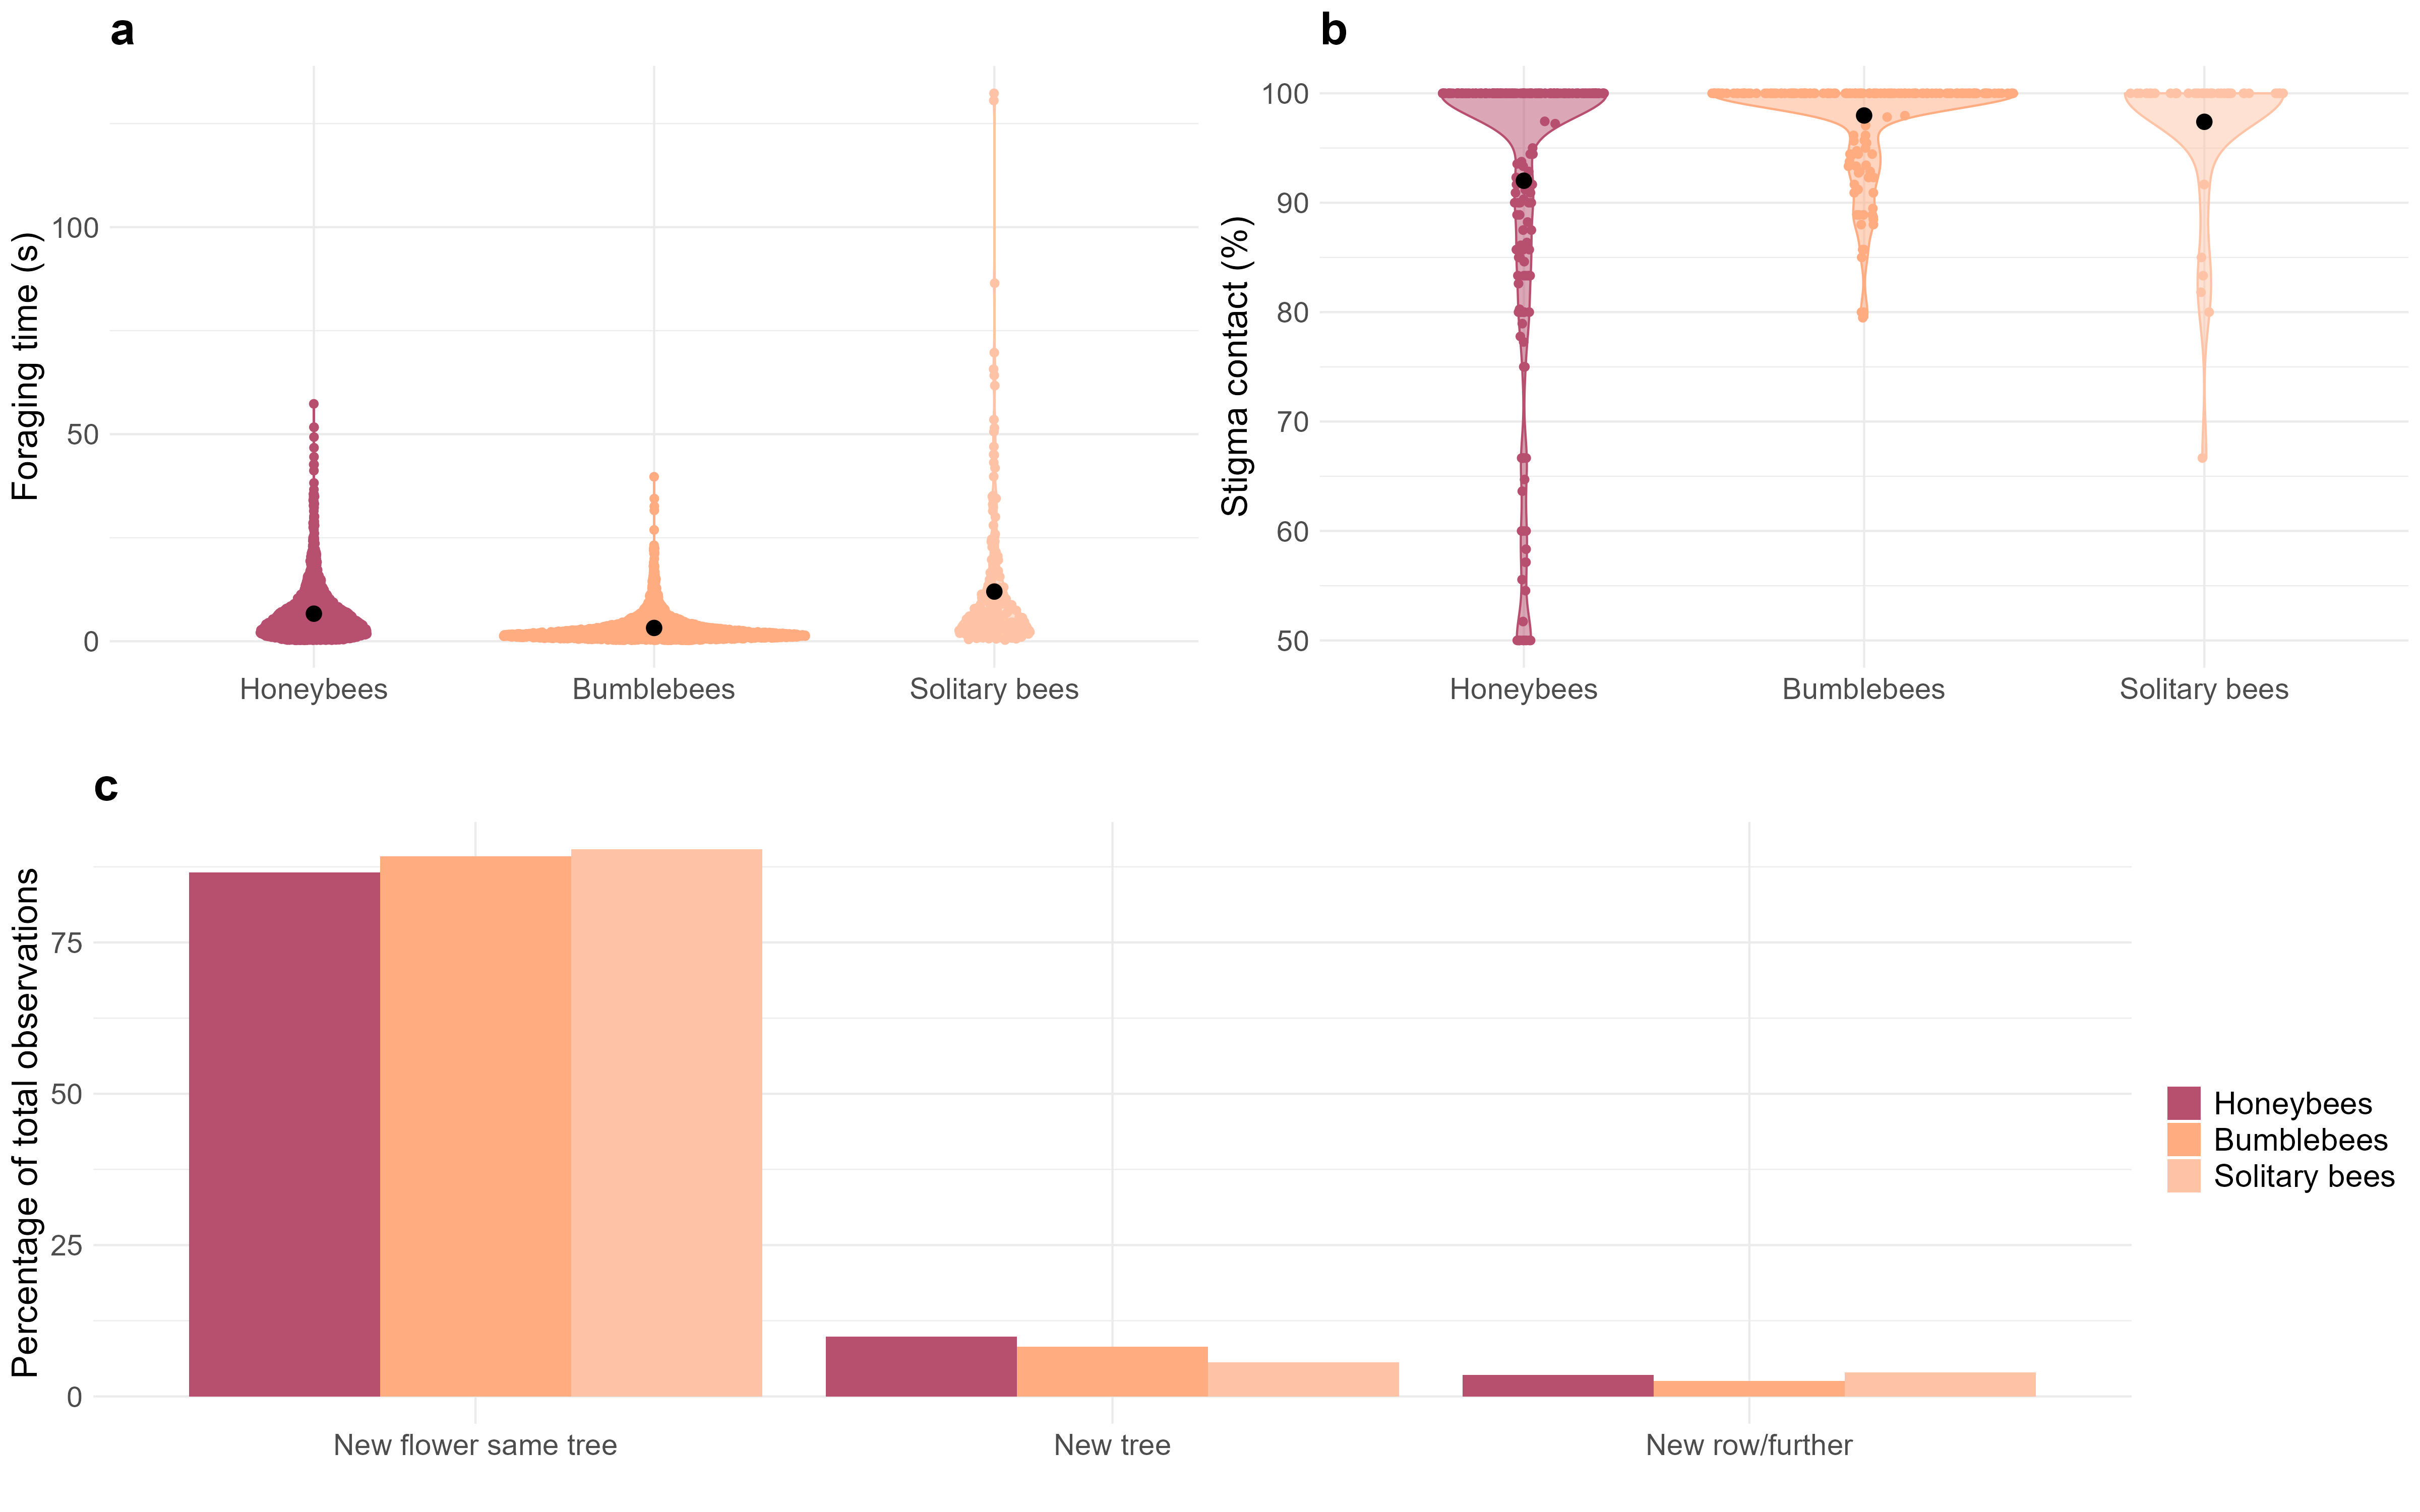 a
Foraging time (s)
100
50
0
Honeybees
Bumblebees
Solitary bees
b
Stigma contact (%)
100
90
80
70
60
50
Honeybees
Bumblebees
Solitary bees
c
Percentage of total observations
75
50
25
0
New flower same tree
New tree
New row/further
Honeybees
Bumblebees
Solitary bees